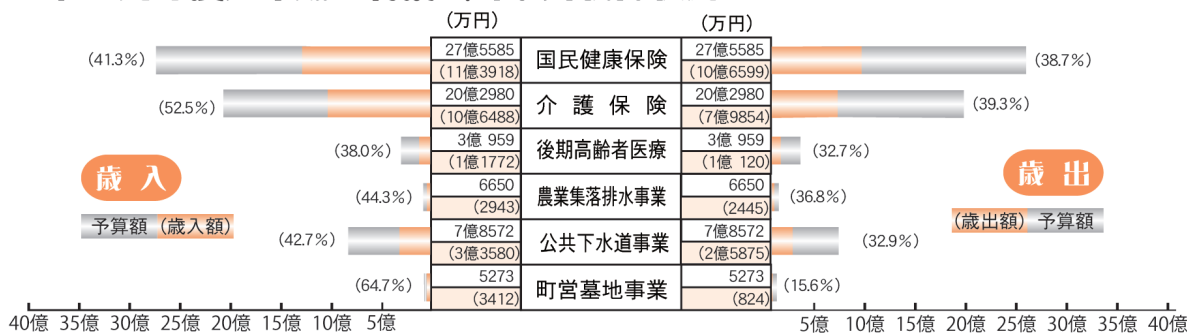 (万円)
(万円)
(41.3%)
27億5585
(11億3918)
国民健康保険
27億5585
(10億6599)
(38.7%)
(52.5%)
20億2980
(10億6488)
介護保険
20億2980
(7億9854)
(39.3%)
(38.0%)
3億 959
(1億1772)
後期高齢者医療
3億 959
(1億 120)
(32.7%)
歳入
予算額 (歳入額)
(44.3%)
6650
(2943)
農業集落排水事業
6650
(2445)
(36.8%)
歳出
(歳出額) 予算額
(42.7%)
7億8572
(3億3580)
公共下水道事業
7億8572
(2億5875)
(32.9%)
(64.7%)
5273
(3412)
町営墓地事業
5273
(824)
(15.6%)
40億 35億 30億 25億 20億 15億 10億 5億
5億 10億 15億 20億 25億 30億 35億 40億